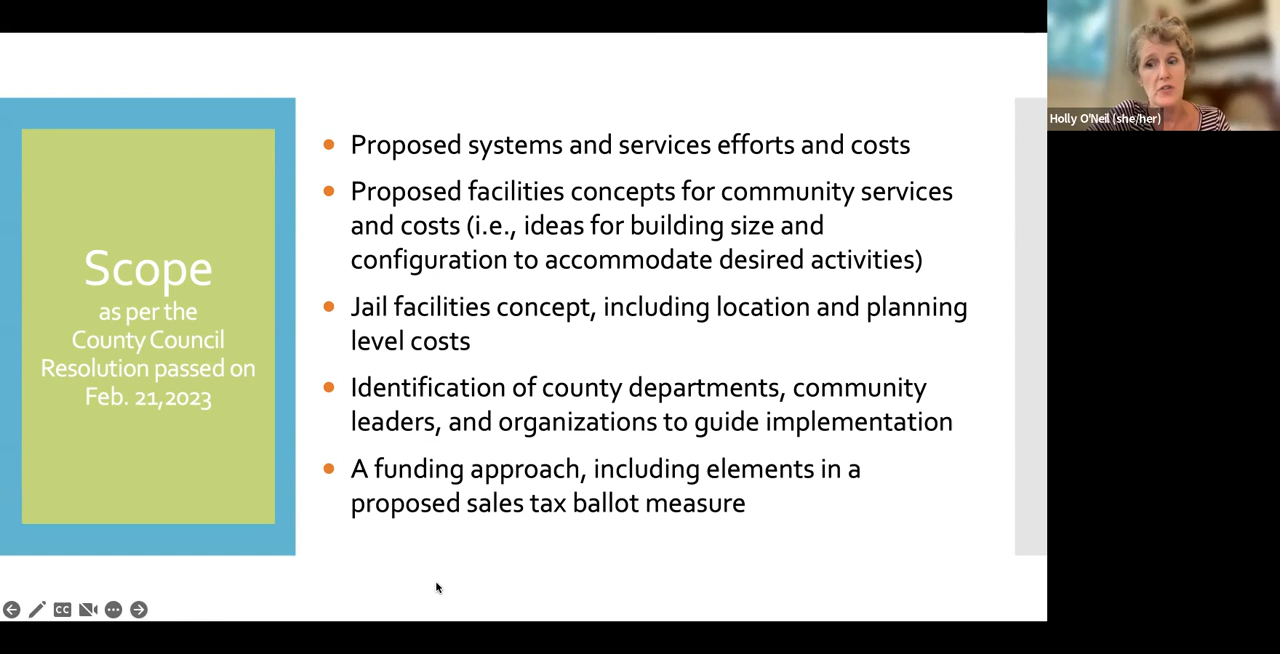 Scope
as per the
County Council
Resolution passed on
Feb. 21,2023
• Proposed systems and services efforts and costs
• Proposed facilities concepts for community services
and costs (i.e., ideas for building size and
configuration to accommodate desired activities)
• Jail facilities concept, including location and planning
level costs
• Identification of county departments, community
leaders, and organizations to guide implementation
• A funding approach, including elements in a
proposed sales tax ballot measure
Holly O'Neil (she/her)
CC